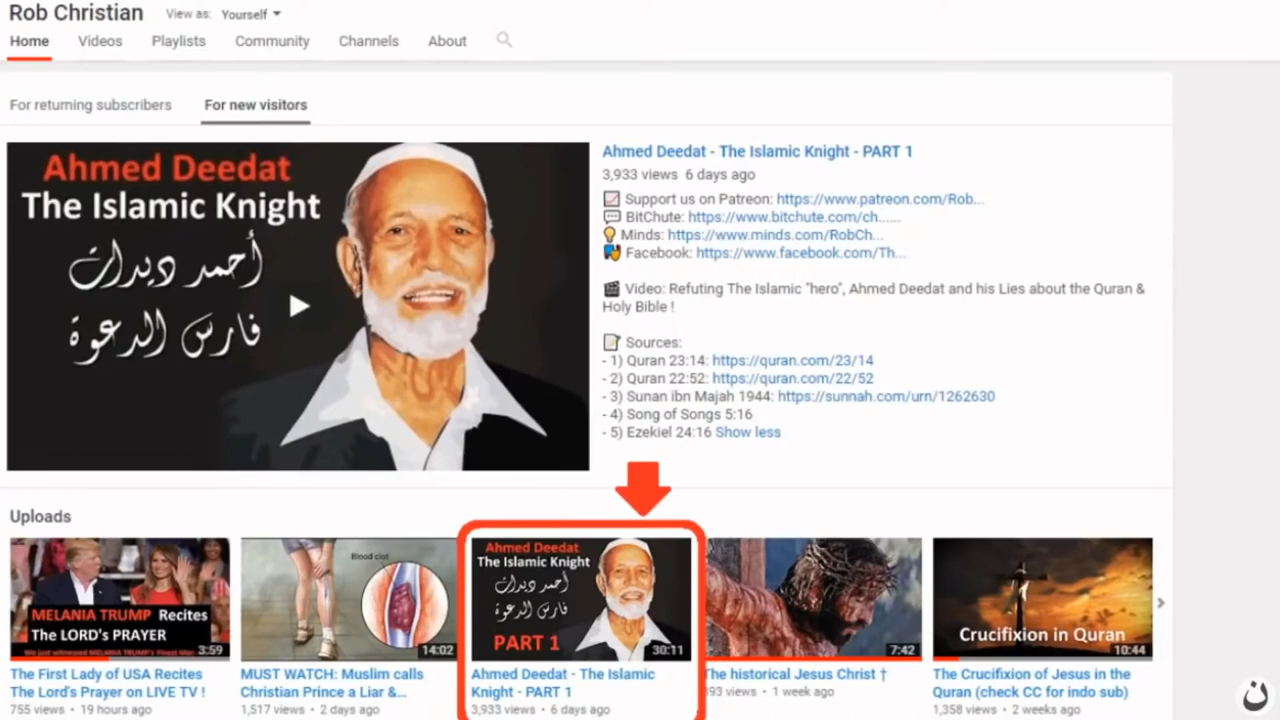 Rob Christian View as: Yourself
Home Videos Playlists Community Channels About
For returning subscribers For new visitors
Ahmed Deedat
The Islamic Knight
أحمد ديدات
فارس الدعوة
Ahmed Deedat - The Islamic Knight - PART 1
3,933 views 6 days ago
Support us on Patreon: https://www.patreon.com/Rob...
BitChute: https://www.bitchute.com/ch......
Minds: https://www.minds.com/RobCh...
Facebook: https://www.facebook.com/Th...
Video: Refuting The Islamic "hero", Ahmed Deedat and his Lies about the Quran &
Holy Bible !
Sources:
- 1) Quran 23:14: https://quran.com/23/14
- 2) Quran 22:52: https://quran.com/22/52
- 3) Sunan ibn Majah 1944: https://sunnah.com/urn/1262630
- 4) Song of Songs 5:16
- 5) Ezekiel 24:16 Show less
Uploads
MELANIA TRUMP Recites
The LORD's PRAYER
We just witnessed MELANIA TRUMP's Finest
3:59
The First Lady of USA Recites
The Lord's Prayer on LIVE TV !
755 views • 19 hours ago
Blood clot
14:02
MUST WATCH: Muslim calls
Christian Prince a Liar &...
1,517 views • 2 days ago
Ahmed Deedat
The Islamic Knight
أحمد ديدات
فارس الدعوة
PART 1
30:11
Ahmed Deedat - The Islamic
Knight - PART 1
3,933 views • 6 days ago
7:42
The historical Jesus Christ †
393 views • 1 week ago
Crucifixion in Quran
10:44
The Crucifixion of Jesus in the
Quran (check CC for indo sub)
1,358 views • 2 weeks ago
ن